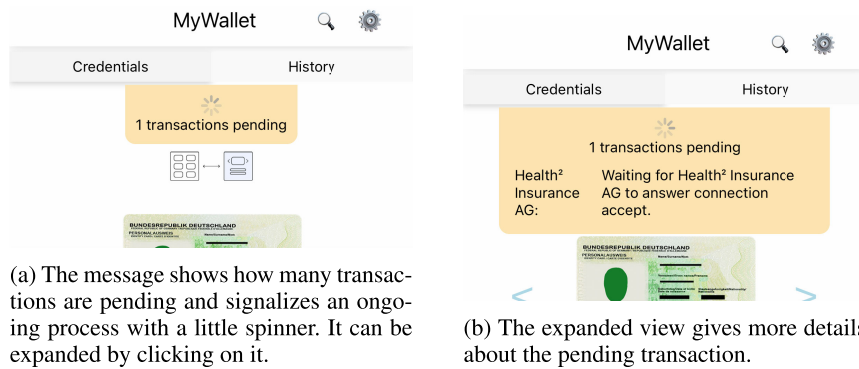 MyWallet
Credentials
History
1 transactions pending
BUNDESREPUBLIK DEUTSCHLAND
PERSONALAUSWEIS
(a) The message shows how many transac-
tions are pending and signalizes an ongo-
ing process with a little spinner. It can be
expanded by clicking on it.
MyWallet
Credentials
History
1 transactions pending
Health² Waiting for Health² Insurance
Insurance AG to answer connection
AG: accept.
BUNDESREPUBLIK DEUTSCHLAND
PERSONALAUSWEIS
(b) The expanded view gives more details
about the pending transaction.